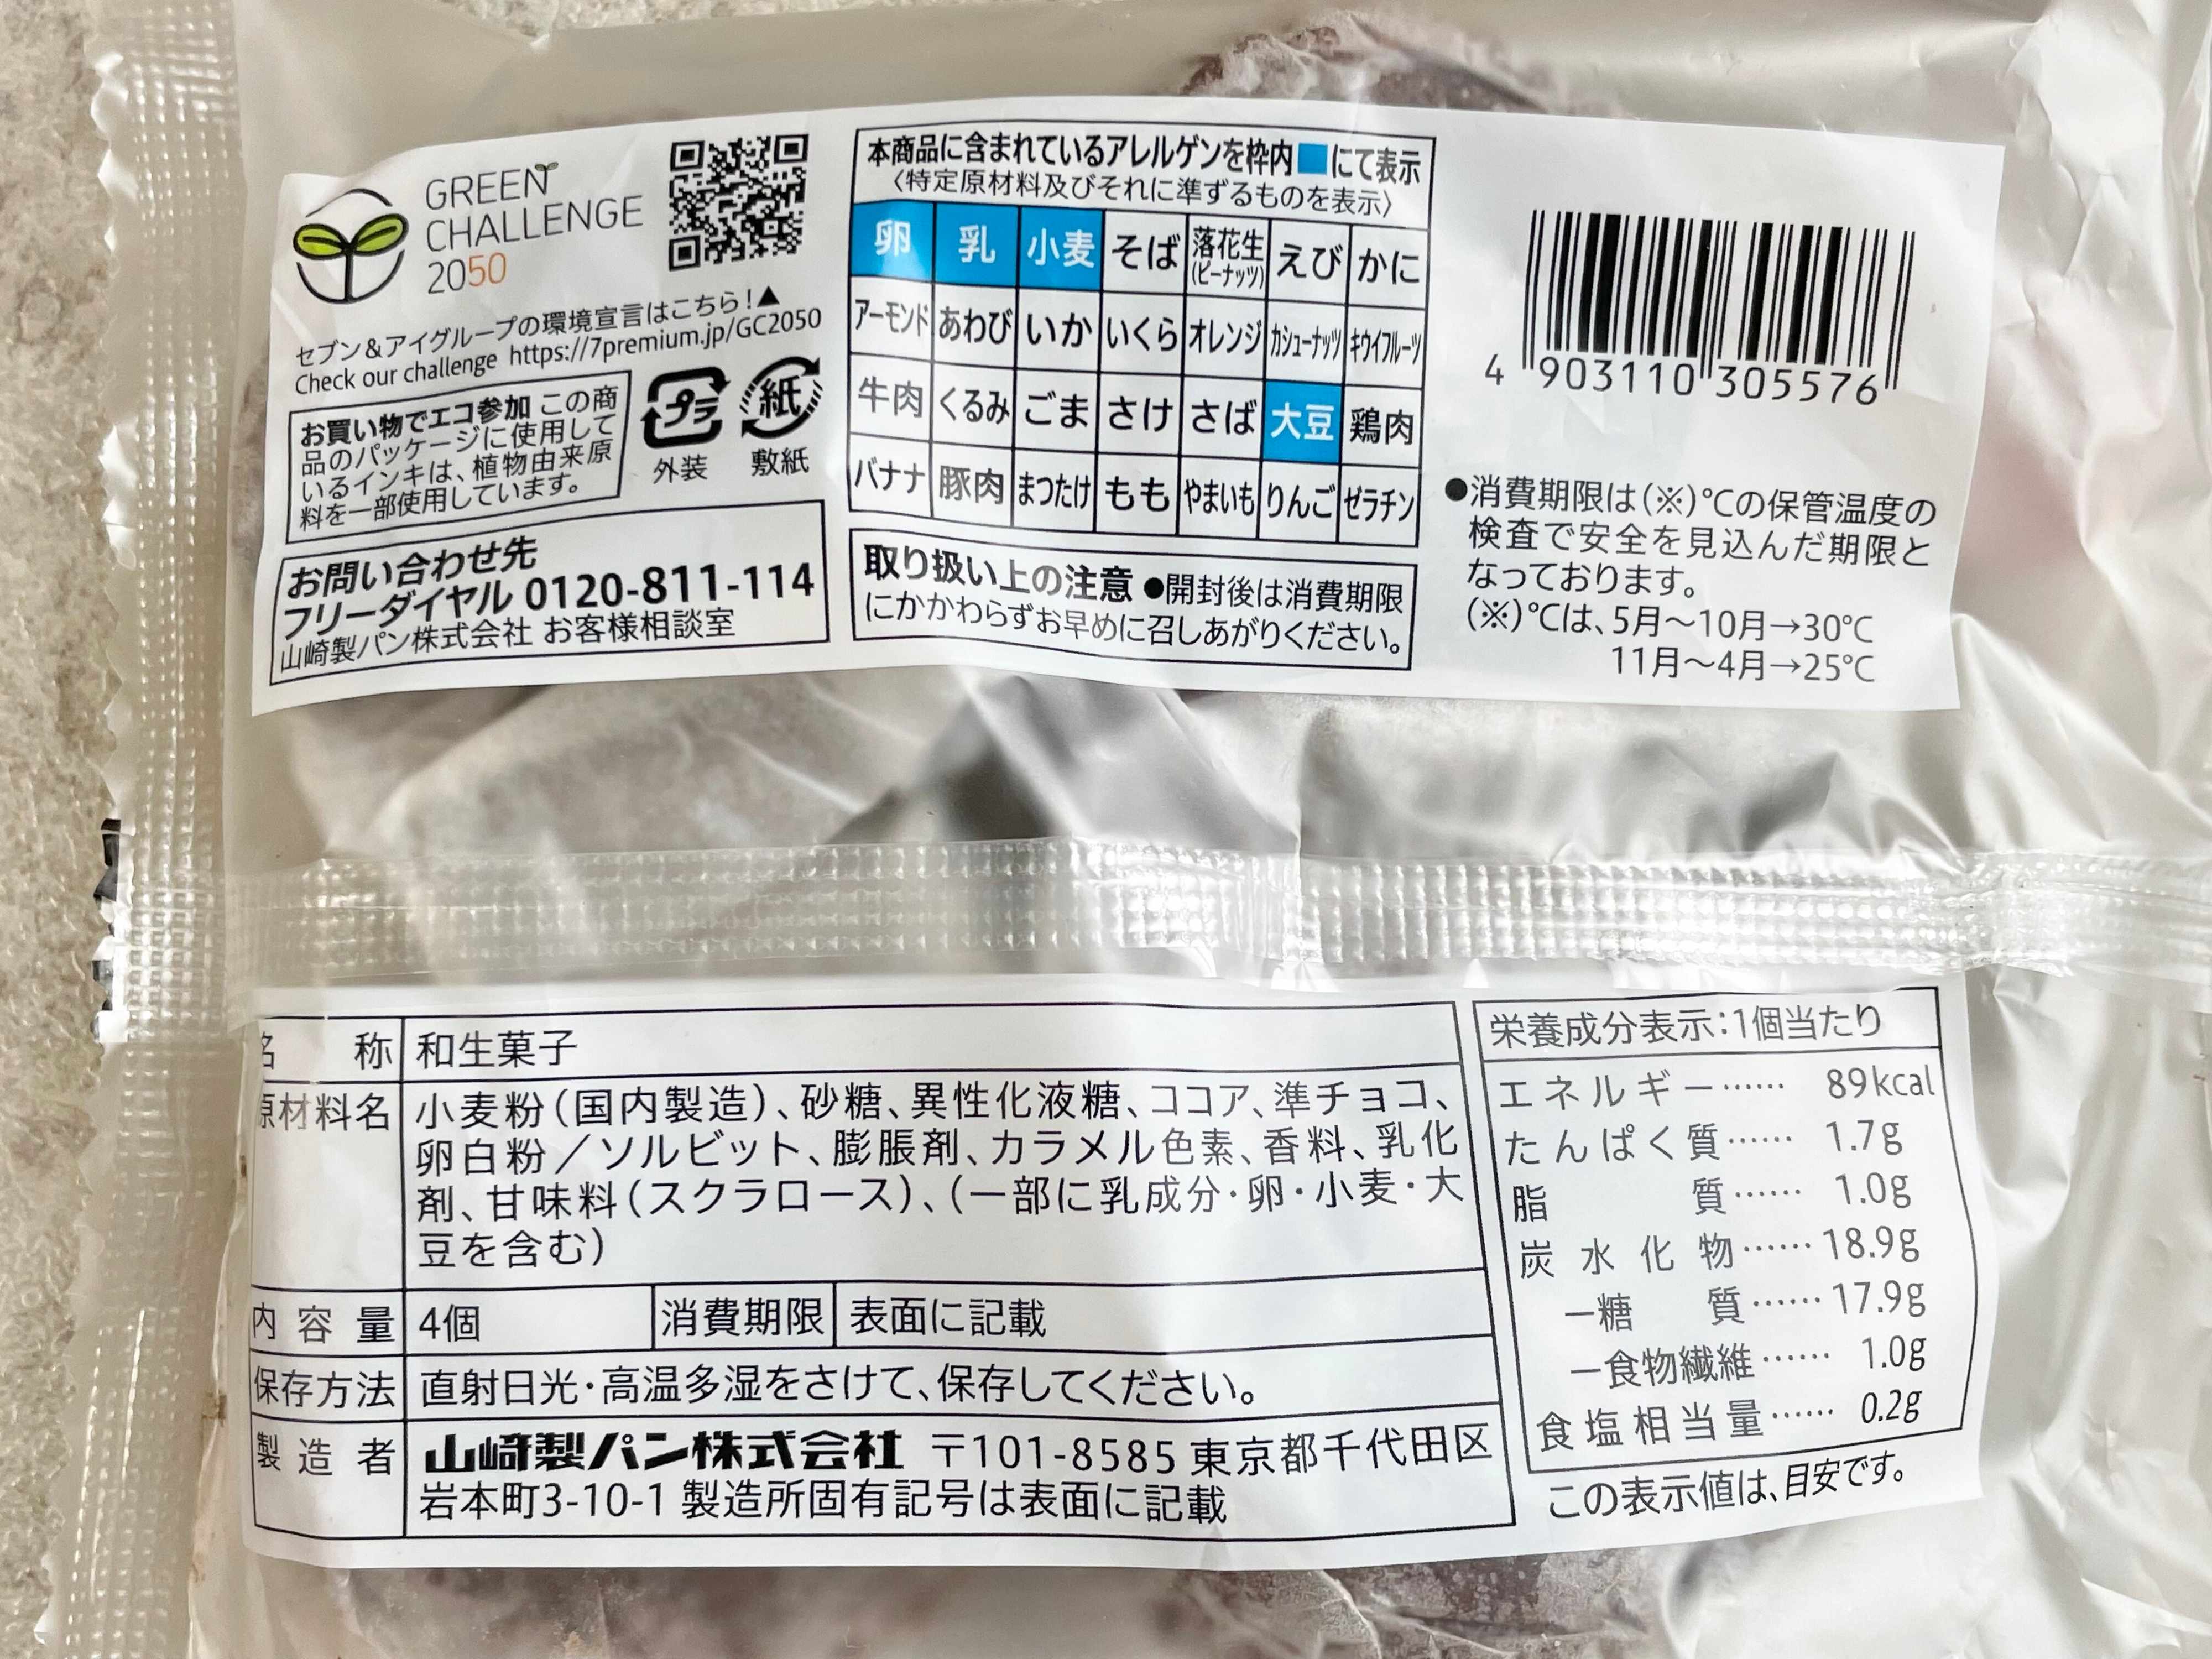 GREEN
CHALLENGE
2050
セブン＆アイグループの環境宣言はこちら！▲
Check our challenge https://7premium.jp/GC2050
お買い物でエコ参加 この商
品のパッケージに使用して
いるインキは、植物由来原
料を一部使用しています。
プラ 紙
外装 敷紙
お問い合わせ先
フリーダイヤル 0120-811-114
山崎製パン株式会社 お客様相談室
本商品に含まれているアレルゲンを枠内■にて表示
〈特定原材料及びそれに準ずるものを表示〉
卵 乳 小麦 そば 落花生(ピーナッツ) えび かに
アーモンド あわび いか いくら オレンジ カシューナッツ キウイフルーツ
牛肉 くるみ ごま さけ さば 大豆 鶏肉
バナナ 豚肉 まつたけ もも やまいも りんご ゼラチン
取り扱い上の注意 ●開封後は消費期限
にかかわらずお早めに召しあがりください。
4 903110 305576
●消費期限は(※)℃の保管温度の
検査で安全を見込んだ期限と
なっております。
(※)℃は、5月～10月→30℃
11月～4月→25℃
名 称 和生菓子
原材料名 小麦粉(国内製造)、砂糖、異性化液糖、ココア、準チョコ、
卵白粉／ソルビット、膨脹剤、カラメル色素、香料、乳化
剤、甘味料(スクラロース)、(一部に乳成分・卵・小麦・大
豆を含む)
内容量 4個 消費期限 表面に記載
保存方法 直射日光・高温多湿をさけて、保存してください。
製造者 山崎製パン株式会社 〒101-8585 東京都千代田区
岩本町3-10-1 製造所固有記号は表面に記載
栄養成分表示：1個当たり
エネルギー…… 89kcal
たんぱく質…… 1.7g
脂質…… 1.0g
炭水化物…… 18.9g
－糖質…… 17.9g
－食物繊維…… 1.0g
食塩相当量…… 0.2g
この表示値は、目安です。